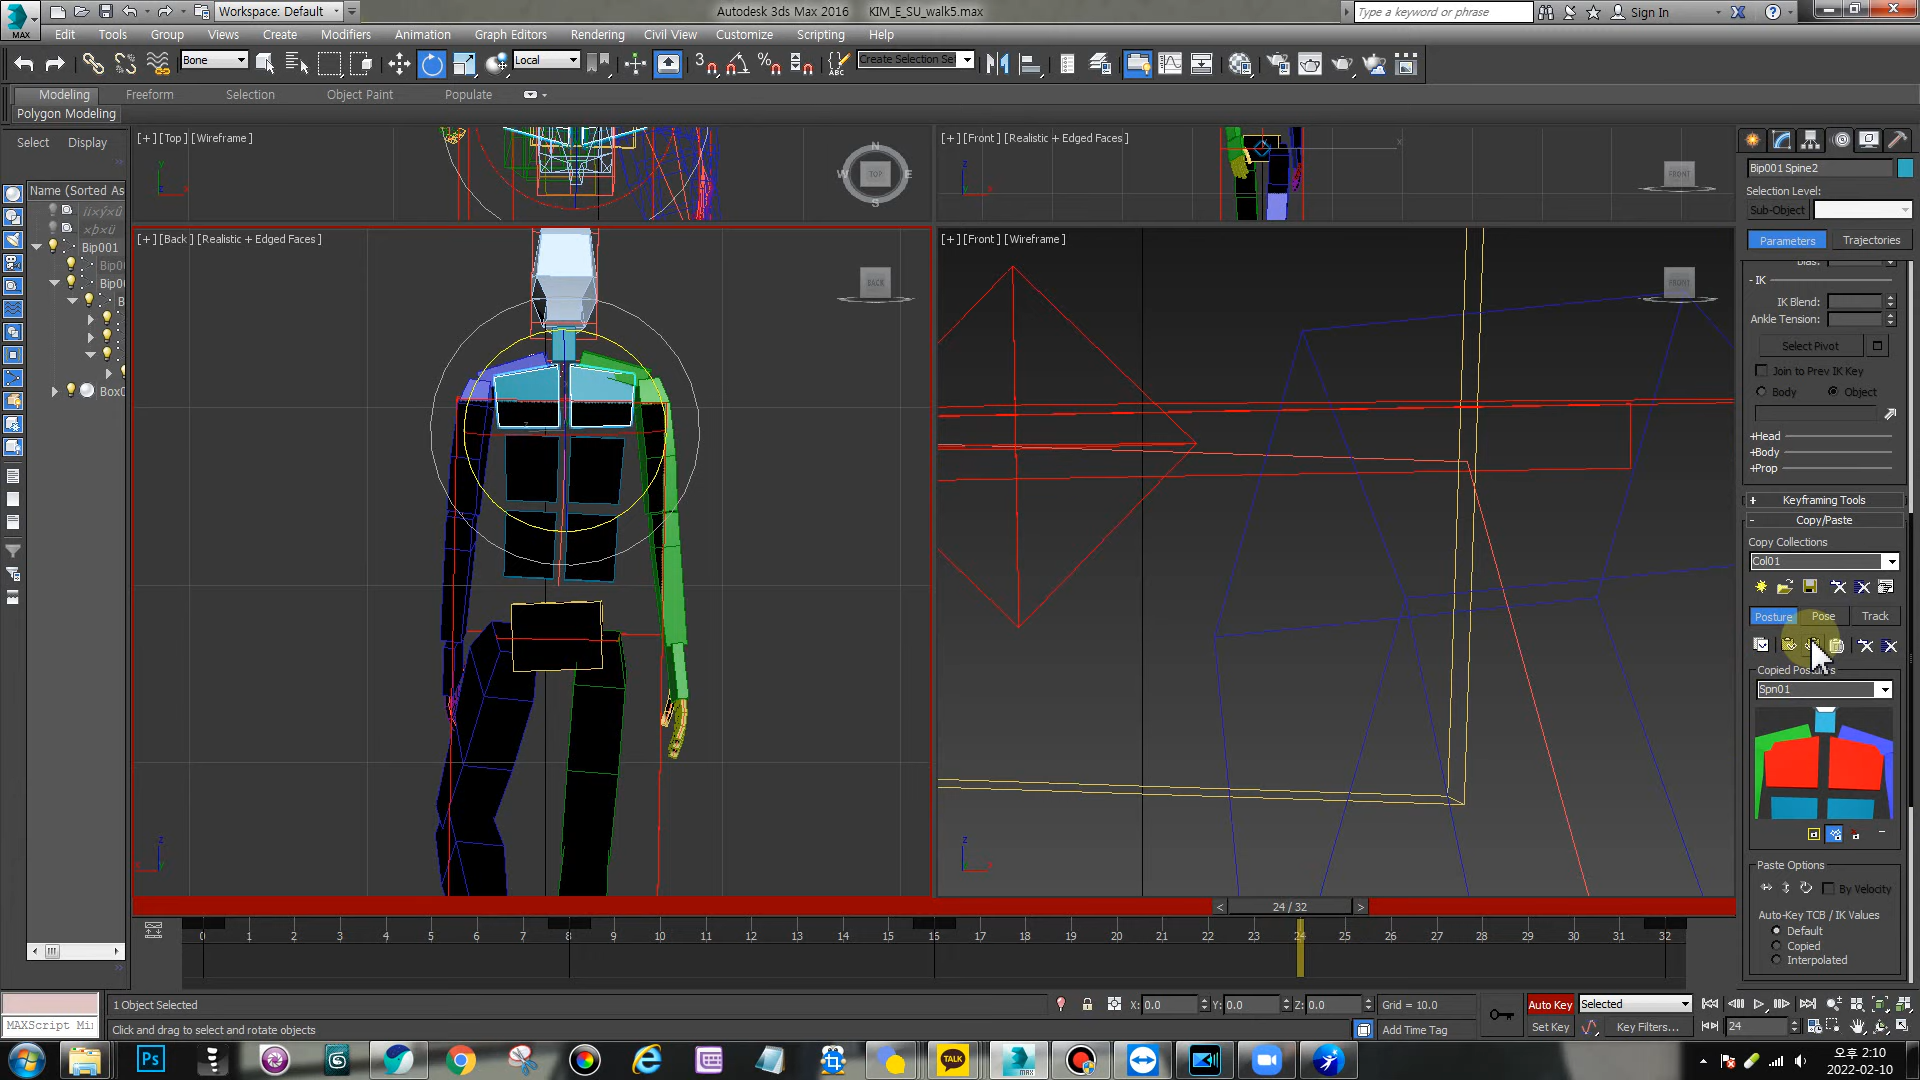 Workspace: Default
Autodesk 3ds Max 2016    KIM_E_SU_walk5.max
Type a keyword or phrase
Sign In
Edit Tools Group Views Create Modifiers Animation Graph Editors Rendering Civil View Customize Scripting Help
Bone
Local
Create Selection Se
Modeling Freeform Selection Object Paint Populate
Polygon Modeling
Select Display
Name (Sorted As
Bip001
Box0
[+] [Top] [Wireframe]
TOP
N
W
E
S
[+] [Front] [Realistic + Edged Faces]
FRONT
[+] [Back] [Realistic + Edged Faces]
BACK
[+] [Front] [Wireframe]
FRONT
Bip001 Spine2
Selection Level:
Sub-Object
Parameters Trajectories
- IK
IK Blend:
Ankle Tension:
Select Pivot
Join to Prev IK Key
Body Object
+Head
+Body
+Prop
+ Keyframing Tools
- Copy/Paste
Copy Collections
Col01
Posture Pose Track
Spn01
Paste Options
By Velocity
Auto-Key TCB / IK Values
Default
Copied
Interpolated
< 24 / 32 >
0 1 2 3 4 5 6 7 8 9 10 11 12 13 14 15 16 17 18 19 20 21 22 23 24 25 26 27 28 29 30 31 32
1 Object Selected
X: 0.0 Y: 0.0 Z: 0.0 Grid = 10.0
Auto Key Selected
MAXScript Mi
Click and drag to select and rotate objects
Add Time Tag
Set Key Key Filters...
24
Ps
TALK
MAX
오후 2:10
2022-02-10